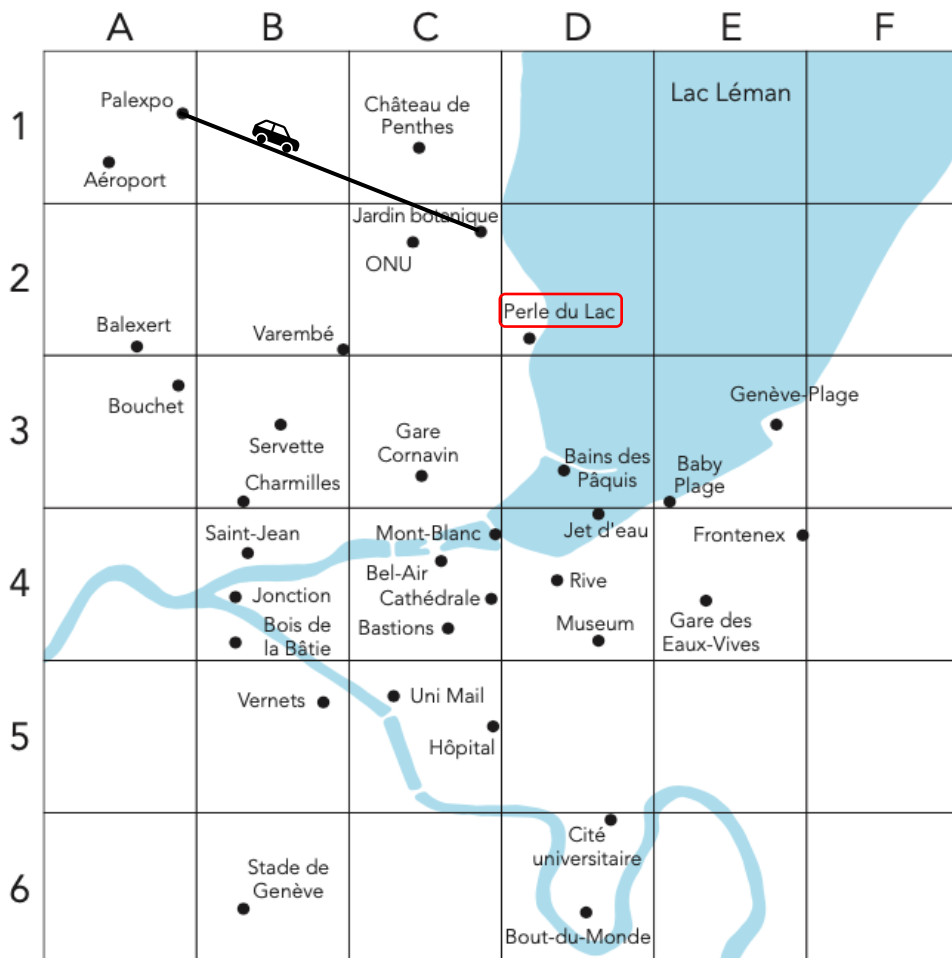 A B C D E F
1
2
3
4
5
6
Lac Léman
Palexpo
Château de
Penthes
Aéroport
Jardin botanique
ONU
Perle du Lac
Balexert
Varembé
Bouchet
Genève-Plage
Servette
Gare
Cornavin
Bains des
Pâquis
Baby
Plage
Charmilles
Saint-Jean
Mont-Blanc
Jet d'eau
Frontenex
Bel-Air
Rive
Jonction
Cathédrale
Bastions
Museum
Gare des
Eaux-Vives
Bois de
la Bâtie
Vernets
Uni Mail
Hôpital
Cité
universitaire
Stade de
Genève
Bout-du-Monde